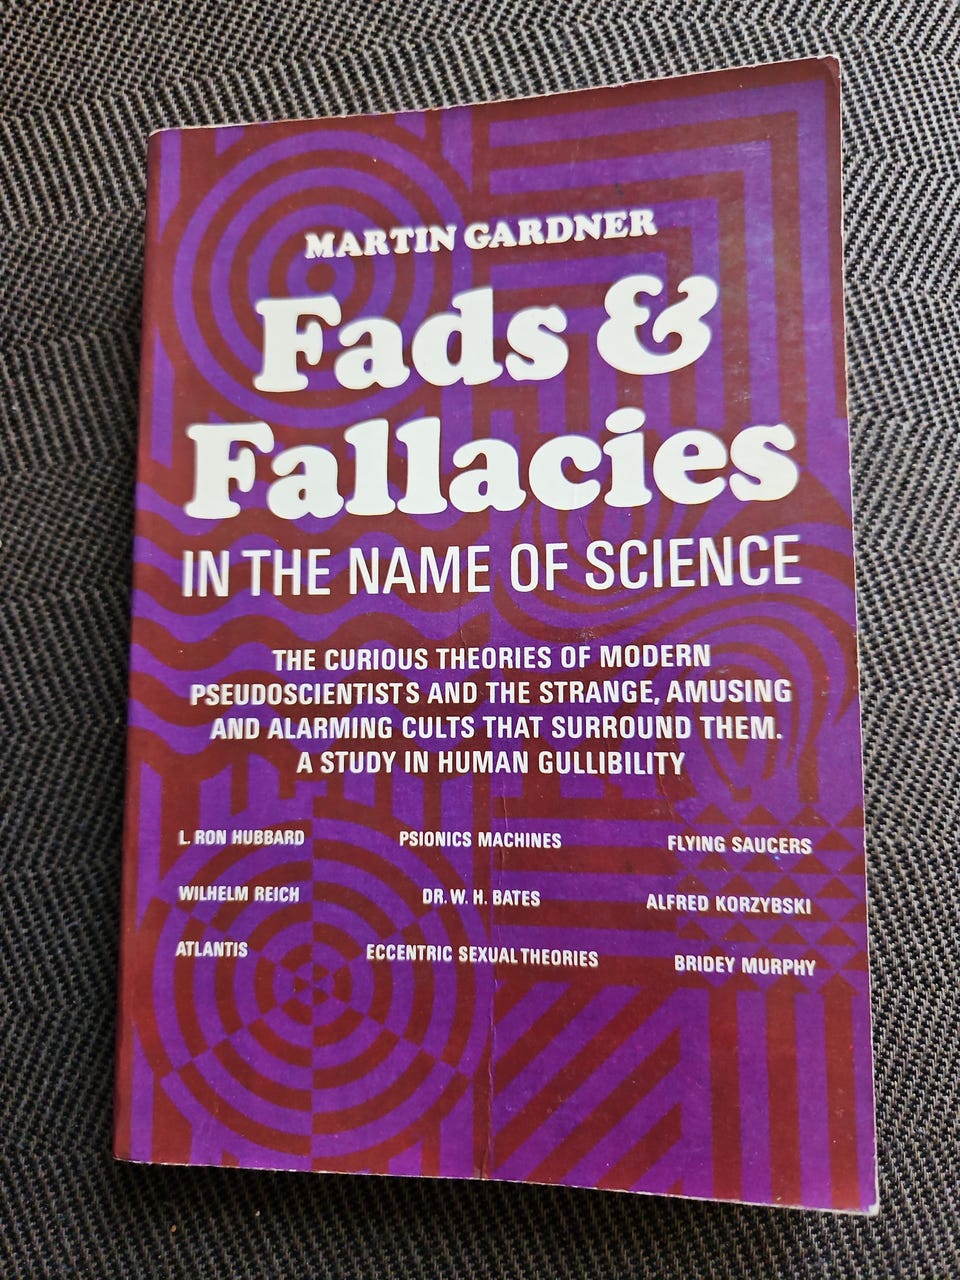 MARTIN GARDNER
Fads &
Fallacies
IN THE NAME OF SCIENCE
THE CURIOUS THEORIES OF MODERN
PSEUDOSCIENTISTS AND THE STRANGE, AMUSING
AND ALARMING CULTS THAT SURROUND THEM.
A STUDY IN HUMAN GULLIBILITY
L. RON HUBBARD PSIONICS MACHINES FLYING SAUCERS
WILHELM REICH DR. W. H. BATES ALFRED KORZYBSKI
ATLANTIS ECCENTRIC SEXUAL THEORIES BRIDEY MURPHY